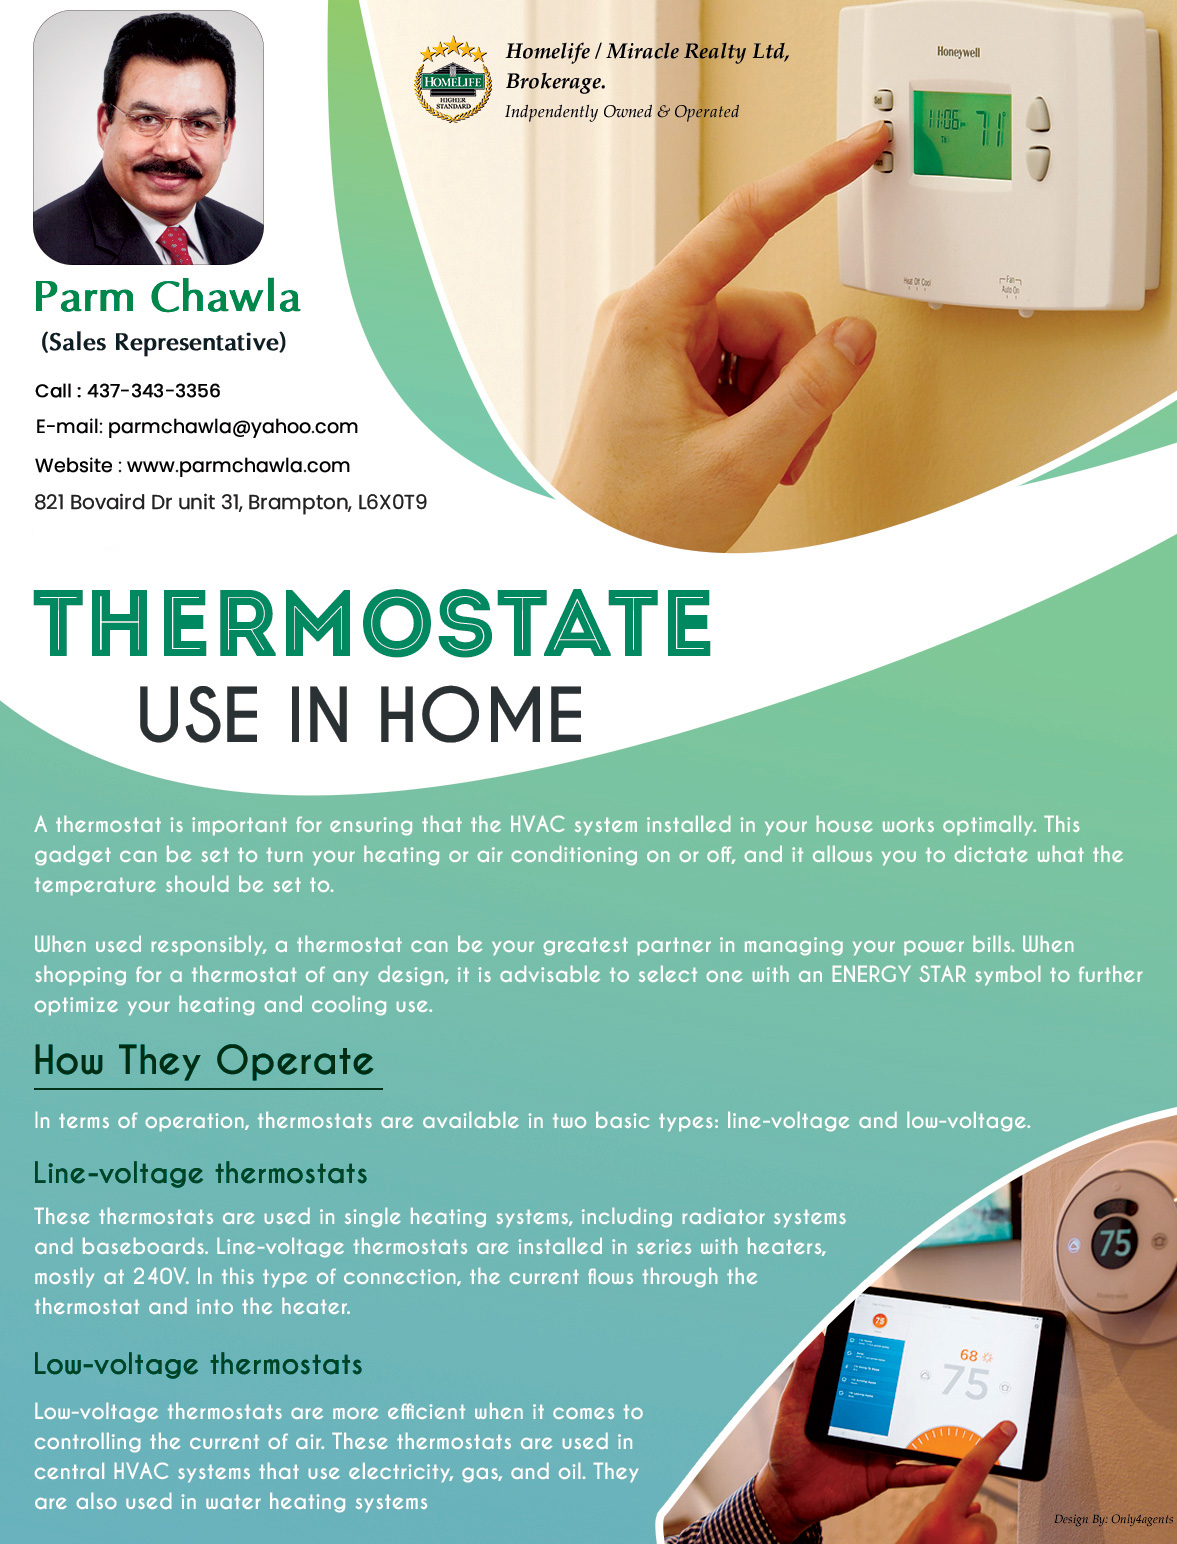 HOMELIFE
HIGHER
STANDARD
Homelife / Miracle Realty Ltd,
Brokerage.
Indpendently Owned & Operated
Honeywell
11:06
71°
Heat Off Cool
Fan
Auto On
Parm Chawla
(Sales Representative)
Call : 437-343-3356
E-mail: parmchawla@yahoo.com
Website : www.parmchawla.com
821 Bovaird Dr unit 31, Brampton, L6X0T9
THERMOSTATE
USE IN HOME
A thermostat is important for ensuring that the HVAC system installed in your house works optimally. This
gadget can be set to turn your heating or air conditioning on or off, and it allows you to dictate what the
temperature should be set to.
When used responsibly, a thermostat can be your greatest partner in managing your power bills. When
shopping for a thermostat of any design, it is advisable to select one with an ENERGY STAR symbol to further
optimize your heating and cooling use.
How They Operate
In terms of operation, thermostats are available in two basic types: line-voltage and low-voltage.
Line-voltage thermostats
These thermostats are used in single heating systems, including radiator systems
and baseboards. Line-voltage thermostats are installed in series with heaters,
mostly at 240V. In this type of connection, the current flows through the
thermostat and into the heater.
Low-voltage thermostats
Low-voltage thermostats are more efficient when it comes to
controlling the current of air. These thermostats are used in
central HVAC systems that use electricity, gas, and oil. They
are also used in water heating systems
75
75
68
75
Design By: Only4agents